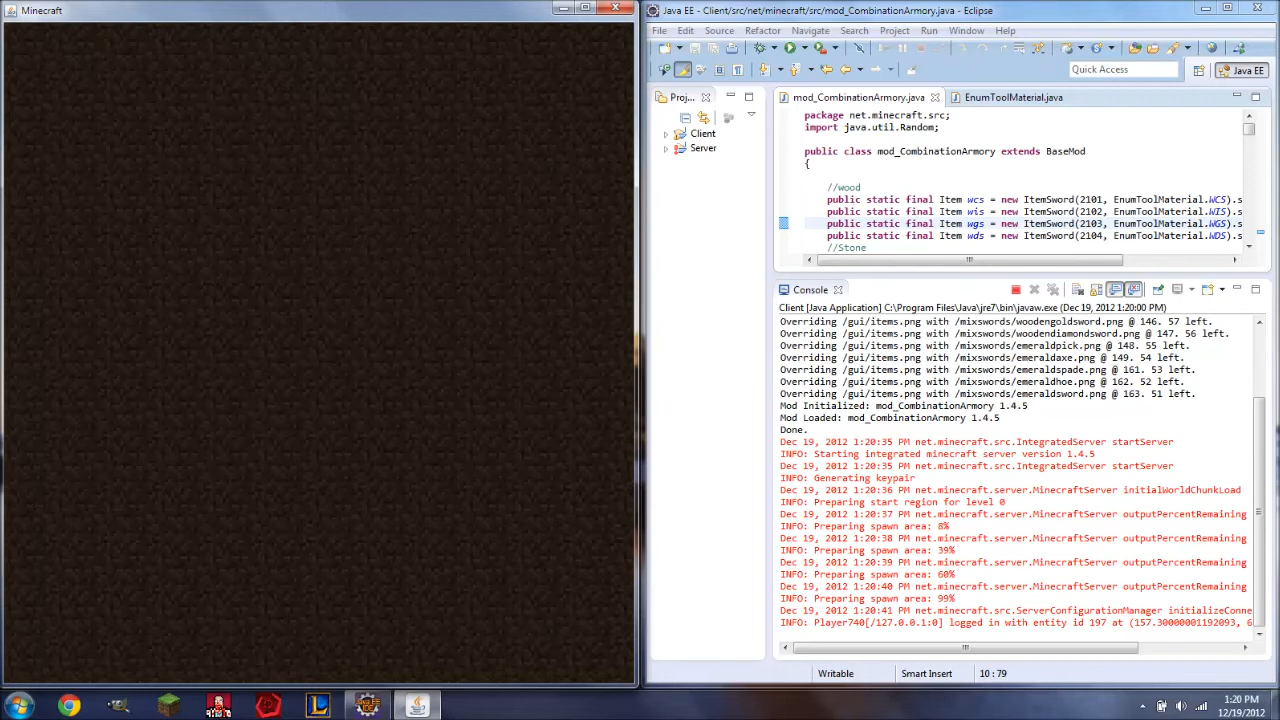 Minecraft
Java EE - Client/src/net/minecraft/src/mod_CombinationArmory.java - Eclipse
File Edit Source Refactor Navigate Search Project Run Window Help
Quick Access
Java EE
Proj...
Client
Server
mod_CombinationArmory.java
EnumToolMaterial.java
package net.minecraft.src;
import java.util.Random;
public class mod_CombinationArmory extends BaseMod
{
//wood
public static final Item wcs = new ItemSword(2101, EnumToolMaterial.WCS).s
public static final Item wis = new ItemSword(2102, EnumToolMaterial.WIS).s
public static final Item wgs = new ItemSword(2103, EnumToolMaterial.WGS).s
public static final Item wds = new ItemSword(2104, EnumToolMaterial.WDS).s
//Stone
Console
Client [Java Application] C:\Program Files\Java\jre7\bin\javaw.exe (Dec 19, 2012 1:20:00 PM)
Overriding /gui/items.png with /mixswords/woodengoldsword.png @ 146. 57 left.
Overriding /gui/items.png with /mixswords/woodendiamondsword.png @ 147. 56 left.
Overriding /gui/items.png with /mixswords/emeraldpick.png @ 148. 55 left.
Overriding /gui/items.png with /mixswords/emeraldaxe.png @ 149. 54 left.
Overriding /gui/items.png with /mixswords/emeraldspade.png @ 161. 53 left.
Overriding /gui/items.png with /mixswords/emeraldhoe.png @ 162. 52 left.
Overriding /gui/items.png with /mixswords/emeraldsword.png @ 163. 51 left.
Mod Initialized: mod_CombinationArmory 1.4.5
Mod Loaded: mod_CombinationArmory 1.4.5
Done.
Dec 19, 2012 1:20:35 PM net.minecraft.src.IntegratedServer startServer
INFO: Starting integrated minecraft server version 1.4.5
Dec 19, 2012 1:20:35 PM net.minecraft.src.IntegratedServer startServer
INFO: Generating keypair
Dec 19, 2012 1:20:36 PM net.minecraft.server.MinecraftServer initialWorldChunkLoad
INFO: Preparing start region for level 0
Dec 19, 2012 1:20:37 PM net.minecraft.server.MinecraftServer outputPercentRemaining
INFO: Preparing spawn area: 8%
Dec 19, 2012 1:20:38 PM net.minecraft.server.MinecraftServer outputPercentRemaining
INFO: Preparing spawn area: 39%
Dec 19, 2012 1:20:39 PM net.minecraft.server.MinecraftServer outputPercentRemaining
INFO: Preparing spawn area: 60%
Dec 19, 2012 1:20:40 PM net.minecraft.server.MinecraftServer outputPercentRemaining
INFO: Preparing spawn area: 99%
Dec 19, 2012 1:20:41 PM net.minecraft.src.ServerConfigurationManager initializeConne
INFO: Player740[/127.0.0.1:0] logged in with entity id 197 at (157.30000001192093, 6
Writable
Smart Insert
10 : 79
1:20 PM
12/19/2012